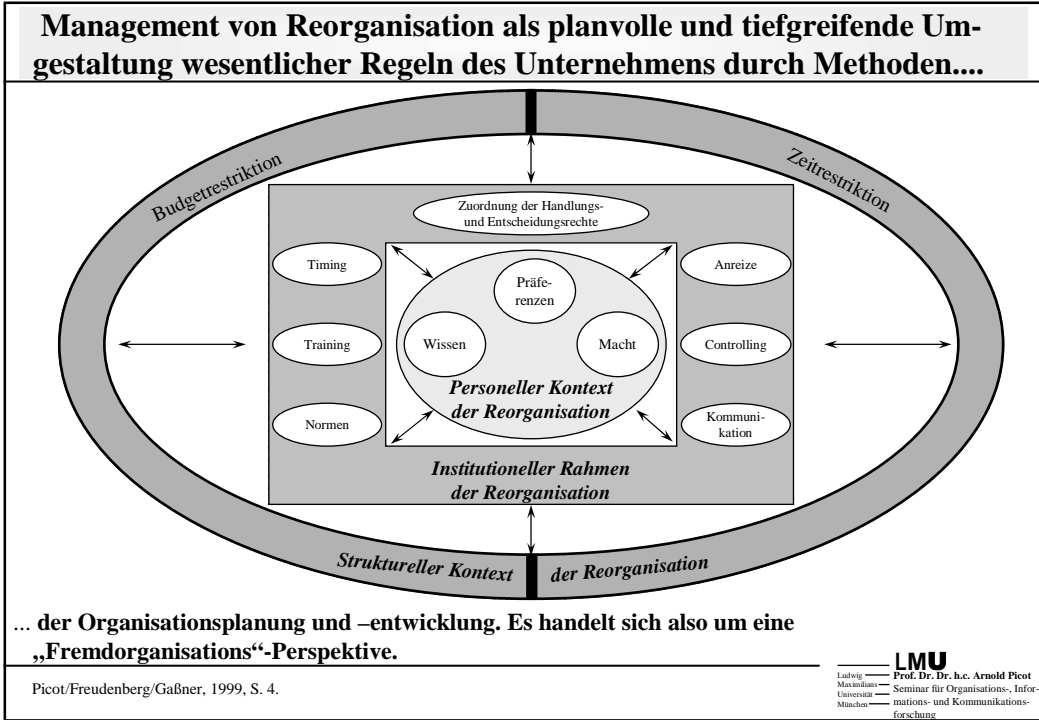 Management von Reorganisation als planvolle und tiefgreifende Um-
gestaltung wesentlicher Regeln des Unternehmens durch Methoden....
Budgetrestriktion
Zeitrestriktion
Zuordnung der Handlungs-
und Entscheidungsrechte
Timing
Anreize
Präfe-
renzen
Training
Wissen
Macht
Controlling
Personeller Kontext
der Reorganisation
Normen
Kommuni-
kation
Institutioneller Rahmen
der Reorganisation
Struktureller Kontext
der Reorganisation
... der Organisationsplanung und –entwicklung. Es handelt sich also um eine
„Fremdorganisations“-Perspektive.
Picot/Freudenberg/Gaßner, 1999, S. 4.
LMU
Ludwig
Maximilians
Universität
München
Prof. Dr. Dr. h.c. Arnold Picot
Seminar für Organisations-, Infor-
mations- und Kommunikations-
forschung